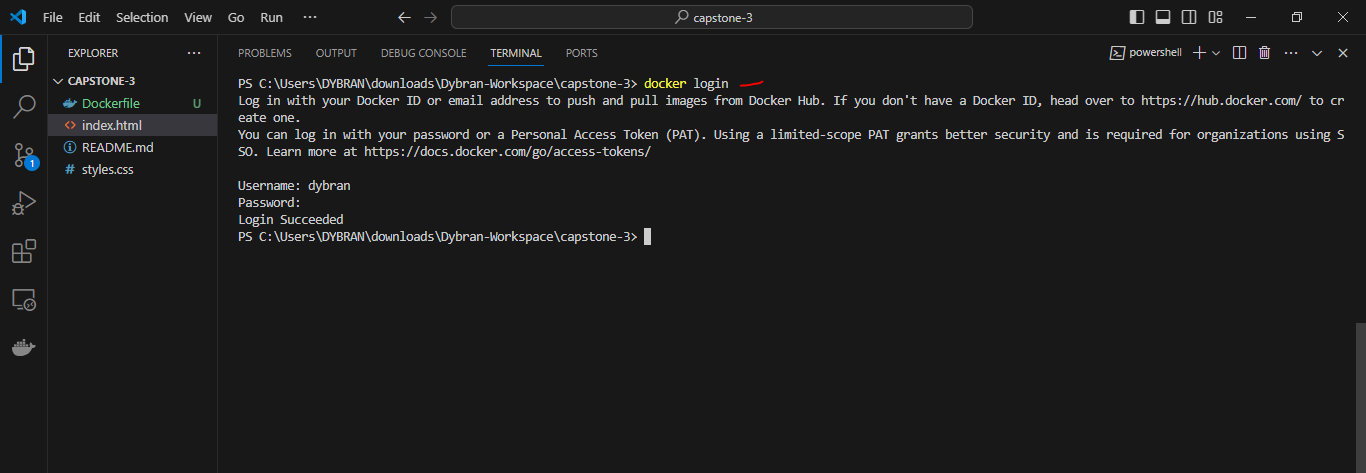 File Edit Selection View Go Run ··· capstone-3
EXPLORER ···
CAPSTONE-3
Dockerfile U
index.html
README.md
styles.css
1
PROBLEMS OUTPUT DEBUG CONSOLE TERMINAL PORTS powershell
PS C:\Users\DYBRAN\downloads\Dybran-Workspace\capstone-3> docker login
Log in with your Docker ID or email address to push and pull images from Docker Hub. If you don't have a Docker ID, head over to https://hub.docker.com/ to cr
eate one.
You can log in with your password or a Personal Access Token (PAT). Using a limited-scope PAT grants better security and is required for organizations using S
SO. Learn more at https://docs.docker.com/go/access-tokens/
Username: dybran
Password:
Login Succeeded
PS C:\Users\DYBRAN\downloads\Dybran-Workspace\capstone-3>